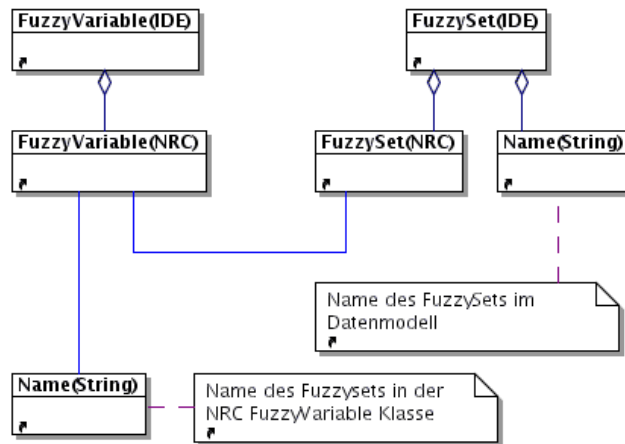 FuzzyVariable(IDE)
FuzzySet(IDE)
FuzzyVariable(NRC)
FuzzySet(NRC)
Name(String)
Name des FuzzySets im
Datenmodell
Name(String)
Name des Fuzzysets in der
NRC FuzzyVariable Klasse